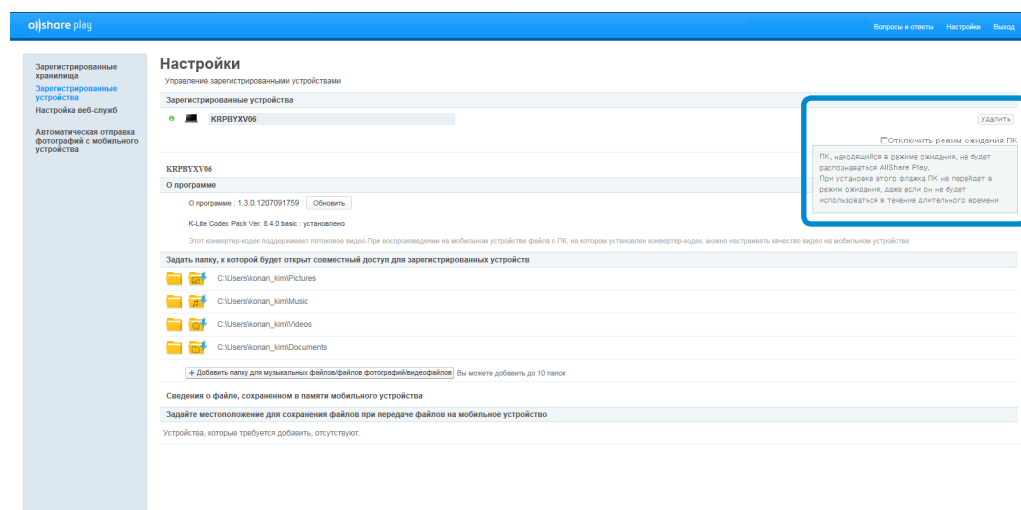 allshare play
Вопросы и ответы Настройки Выход
Зарегистрированные
хранилища
Зарегистрированные
устройства
Настройка веб-служб
Автоматическая отправка
фотографий с мобильного
устройства
Настройки
Управление зарегистрированными устройствами
Зарегистрированные устройства
KRPBYXV06
удалить
Отключить режим ожидания ПК
ПК, находящийся в режиме ожидания, не будет
распознаваться AllShare Play.
При установке этого флажка ПК не перейдет в
режим ожидания, даже если он не будет
использоваться в течение длительного времени
KRPBYXV06
О программе
О программе : 1.3.0.1207091759 Обновить
K-Lite Codec Pack Ver. 8.4.0 basic : установлено
Этот конвертер-кодек поддерживает потоковое видео.При воспроизведении на мобильном устройстве файлов с ПК, на котором установлен конвертер-кодек, можно настраивать качество видео на мобильном устройстве
Задать папку, к которой будет открыт совместный доступ для зарегистрированных устройств
C:\Users\konan_kim\Pictures
C:\Users\konan_kim\Music
C:\Users\konan_kim\Videos
C:\Users\konan_kim\Documents
+ Добавить папку для музыкальных файлов/файлов фотографий/видеофайлов Вы можете добавить до 10 папок
Сведения о файле, сохраненном в памяти мобильного устройства
Задайте местоположение для сохранения файлов при передаче файлов на мобильное устройство
Устройства, которые требуется добавить, отсутствуют.